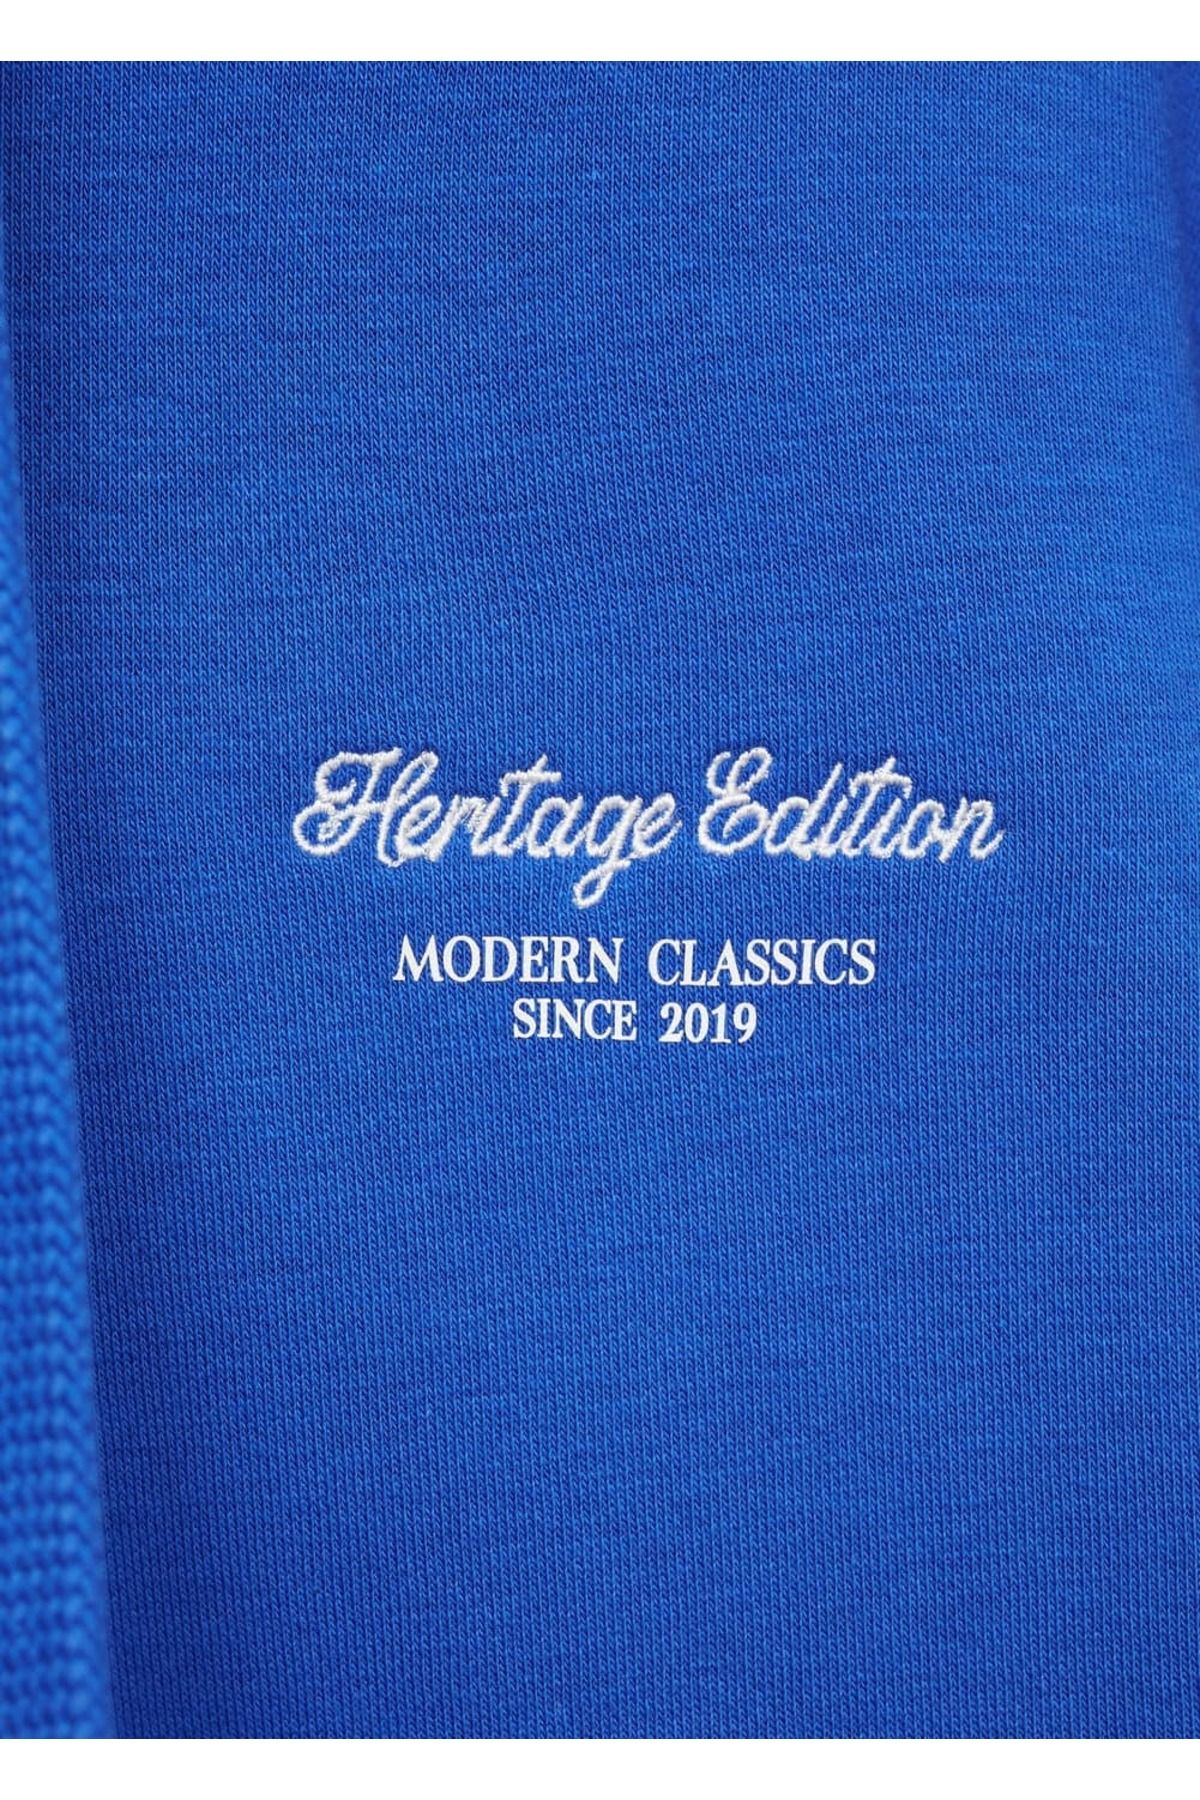 Heritage Edition
MODERN CLASSICS
SINCE 2019